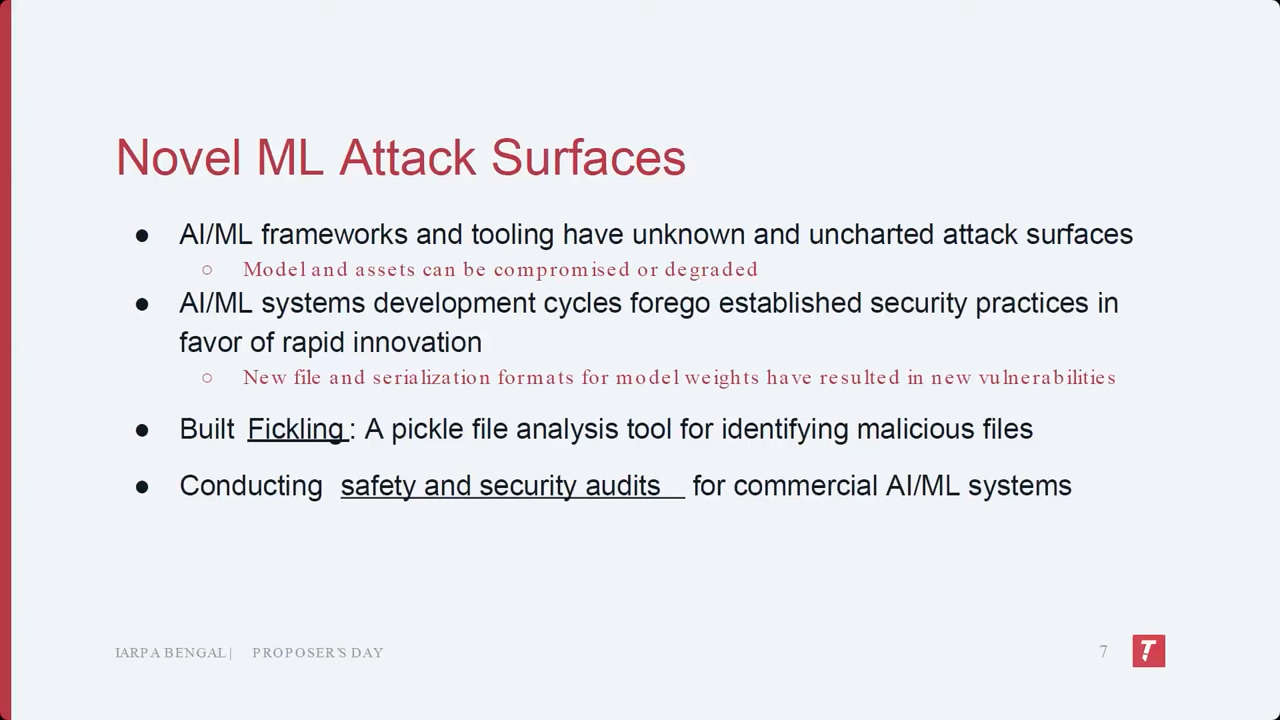 Novel ML Attack Surfaces
● AI/ML frameworks and tooling have unknown and uncharted attack surfaces
○ Model and assets can be compromised or degraded
● AI/ML systems development cycles forego established security practices in
favor of rapid innovation
○ New file and serialization formats for model weights have resulted in new vulnerabilities
● Built Fickling: A pickle file analysis tool for identifying malicious files
● Conducting safety and security audits for commercial AI/ML systems
IARPA BENGAL | PROPOSER'S DAY
7
T